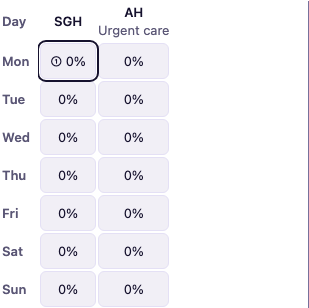 Day SGH AH
Urgent care
Mon ① 0% 0%
Tue 0% 0%
Wed 0% 0%
Thu 0% 0%
Fri 0% 0%
Sat 0% 0%
Sun 0% 0%